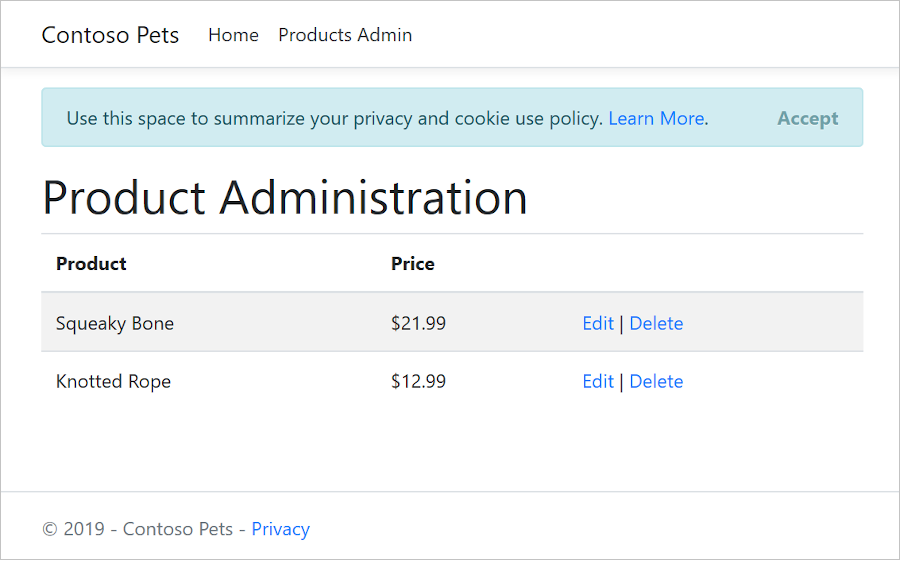 Contoso Pets Home Products Admin
Use this space to summarize your privacy and cookie use policy. Learn More. Accept
Product Administration
Product Price
Squeaky Bone $21.99 Edit | Delete
Knotted Rope $12.99 Edit | Delete
© 2019 - Contoso Pets - Privacy